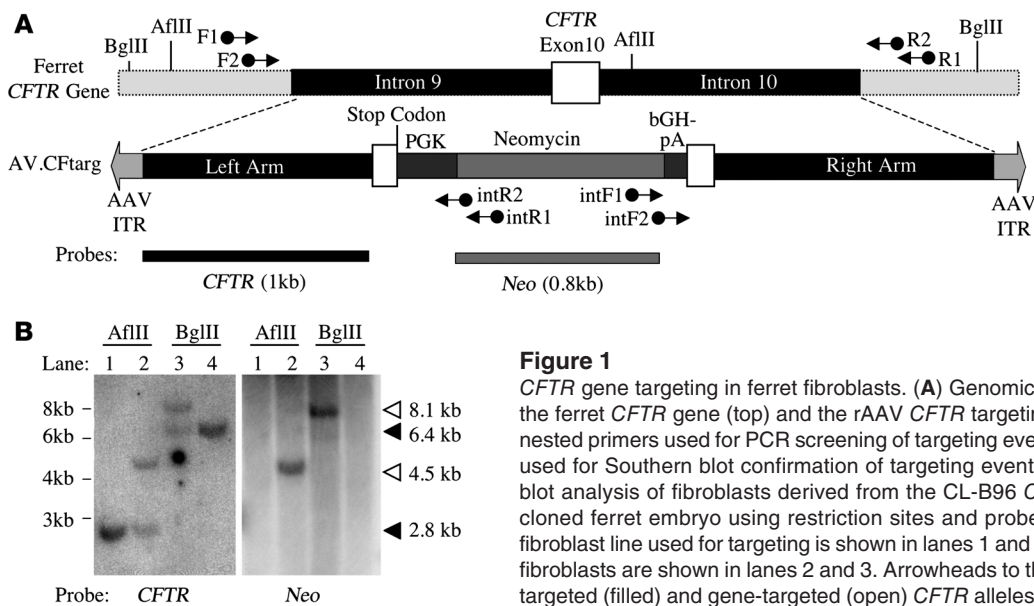 A
BglII
AflII
F1
F2
CFTR
Exon10
AflII
R2
R1
BglII
Ferret
CFTR Gene
Intron 9
Intron 10
Stop Codon
PGK
Neomycin
bGH-
pA
AV.CFtarg
Left Arm
Right Arm
AAV
ITR
intR2
intR1
intF1
intF2
AAV
ITR
Probes:
CFTR (1kb)
Neo (0.8kb)
B
AflII BglII AflII BglII
Lane: 1 2 3 4 1 2 3 4
8kb
6kb
4kb
3kb
8.1 kb
6.4 kb
4.5 kb
2.8 kb
Probe: CFTR Neo
Figure 1
CFTR gene targeting in ferret fibroblasts. (A) Genomic
the ferret CFTR gene (top) and the rAAV CFTR targetin
nested primers used for PCR screening of targeting eve
used for Southern blot confirmation of targeting event
blot analysis of fibroblasts derived from the CL-B96 C
cloned ferret embryo using restriction sites and probe
fibroblast line used for targeting is shown in lanes 1 and
fibroblasts are shown in lanes 2 and 3. Arrowheads to th
targeted (filled) and gene-targeted (open) CFTR alleles